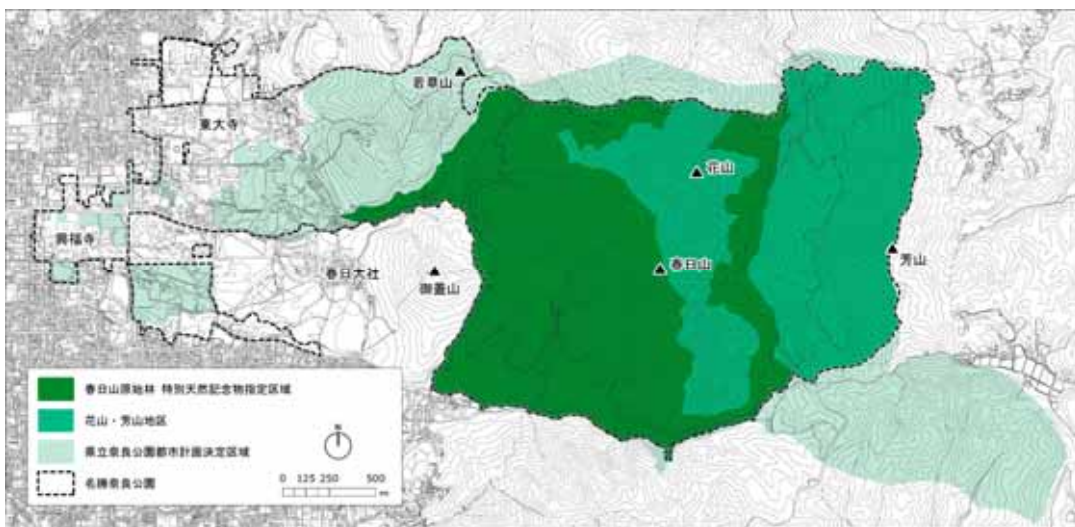 若草山
東大寺
花山
興福寺
春日大社
御蓋山
春日山
芳山
春日山原始林 特別天然記念物指定区域
花山・芳山地区
県立奈良公園都市計画決定区域
名勝奈良公園
N
0 125 250 500
m